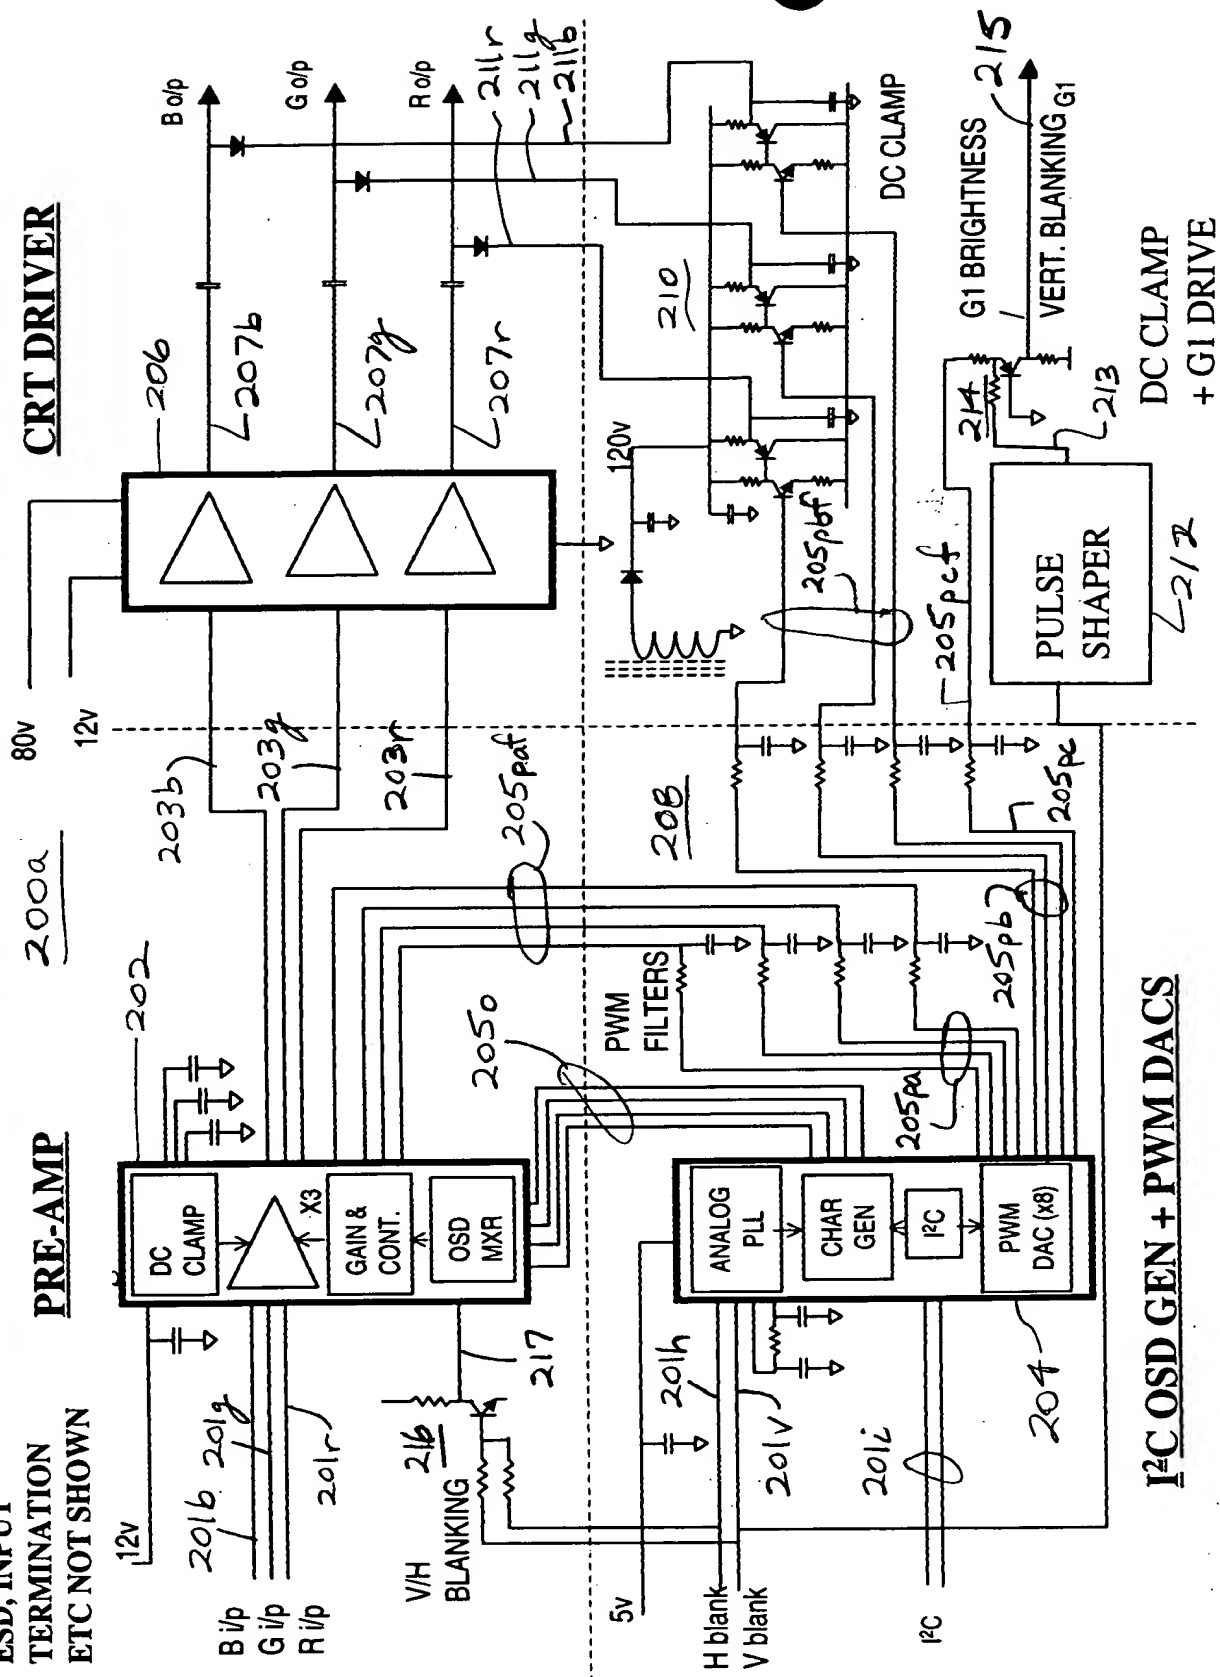 ESD, INPUT
TERMINATION
ETC NOT SHOWN
PRE-AMP
200a
CRT DRIVER
12v
B i/p
G i/p
R i/p
201b
201g
201r
V/H
BLANKING
216
217
202
DC
CLAMP
X3
GAIN &
CONT.
OSD
MXR
203b
203g
203r
205paf
205o
80v
12v
206
207b
207g
207r
B o/p
G o/p
R o/p
211r
211g
211b
5v
H blank
V blank
I²C
201h
201v
201i
204
ANALOG
PLL
CHAR
GEN
I²C
PWM
DAC (x8)
PWM
FILTERS
205pa
205pb
205pc
208
120v
210
205pbf
205pcf
DC CLAMP
PULSE
SHAPER
212
213
214
G1 BRIGHTNESS
VERT. BLANKING
G1
215
I²C OSD GEN + PWM DACS
DC CLAMP
+ G1 DRIVE